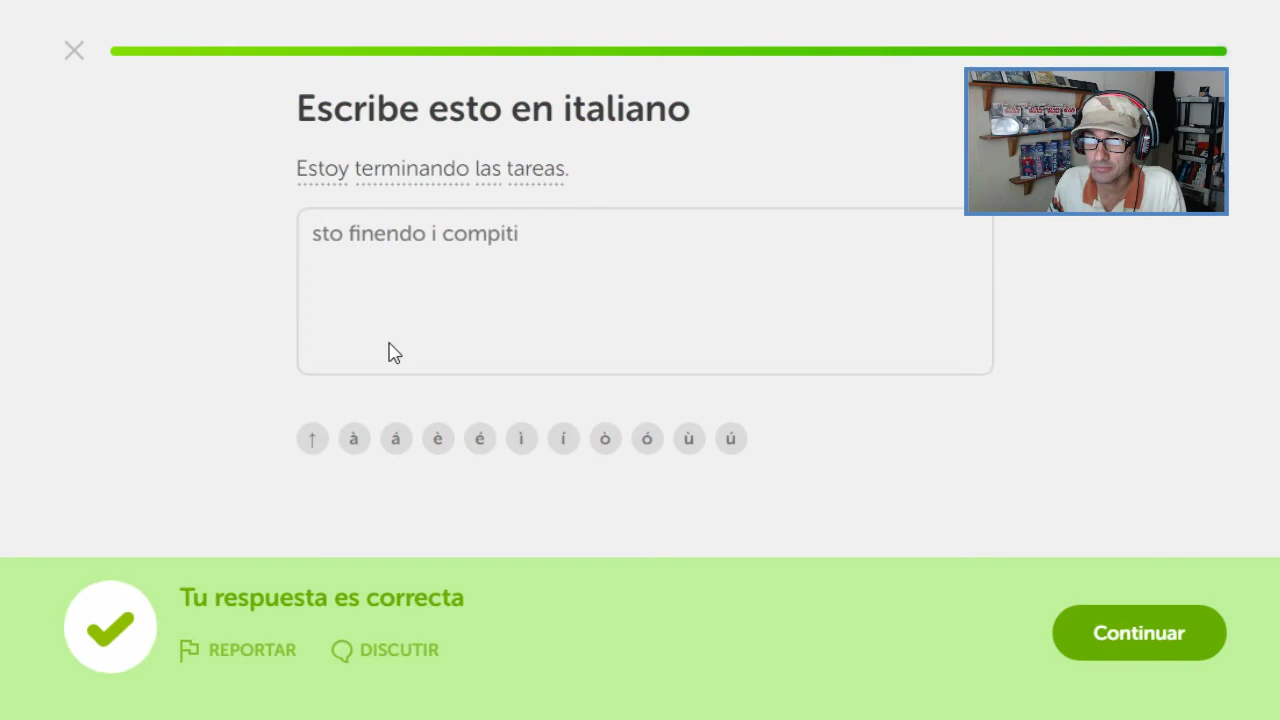 Escribe esto en italiano
Estoy terminando las tareas.
sto finendo i compiti
↑ à á è é ì í ò ó ù ú
Tu respuesta es correcta
REPORTAR DISCUTIR
Continuar